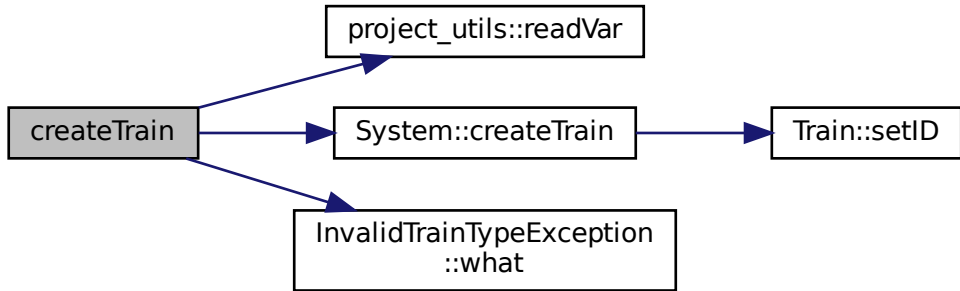 project_utils::readVar
createTrain
System::createTrain
Train::setID
InvalidTrainTypeException
::what